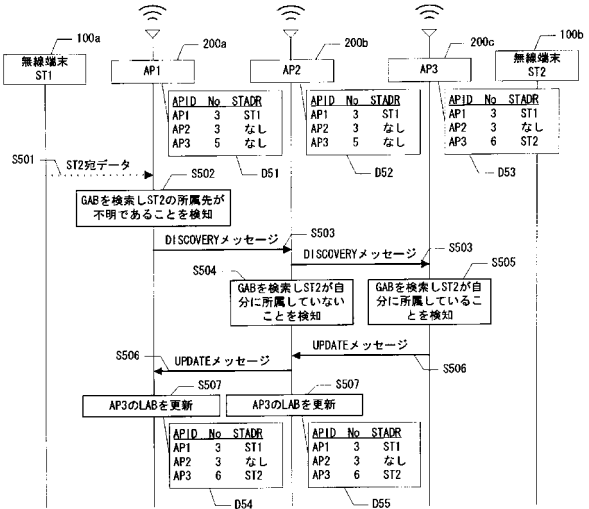 100a
200a
200b
200c
100b
無線端末
ST1
AP1
AP2
AP3
無線端末
ST2
APID No STADR
AP1 3 ST1
AP2 3 なし
AP3 5 なし
D51
APID No STADR
AP1 3 ST1
AP2 3 なし
AP3 5 なし
D52
APID No STADR
AP1 3 ST1
AP2 3 なし
AP3 6 ST2
D53
S501
ST2宛データ
S502
GABを検索しST2の所属先が
不明であることを検知
DISCOVERYメッセージ
S503
DISCOVERYメッセージ
S503
S504
GABを検索しST2が自
分に所属していない
ことを検知
S505
GABを検索しST2が自
分に所属しているこ
とを検知
S506
UPDATEメッセージ
UPDATEメッセージ
S506
S507
AP3のLABを更新
S507
AP3のLABを更新
APID No STADR
AP1 3 ST1
AP2 3 なし
AP3 6 ST2
D54
APID No STADR
AP1 3 ST1
AP2 3 なし
AP3 6 ST2
D55